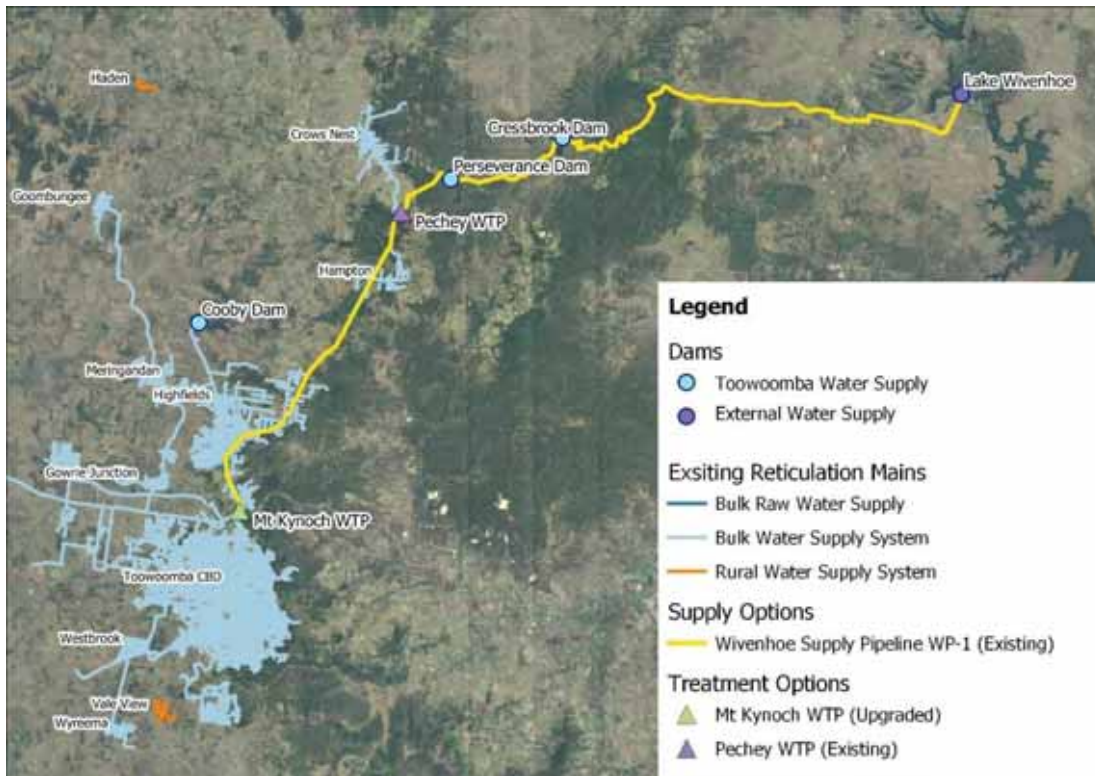 Haden
Lake Wivenhoe
Crows Nest
Cressbrook Dam
Perseverance Dam
Goombungee
Pechey WTP
Hampton
Cooby Dam
Meringandan
Highfields
Gowrie Junction
Mt Kynoch WTP
Toowoomba CBD
Westbrook
Vale View
Wyreema
Legend
Dams
Toowoomba Water Supply
External Water Supply
Exsiting Reticulation Mains
Bulk Raw Water Supply
Bulk Water Supply System
Rural Water Supply System
Supply Options
Wivenhoe Supply Pipeline WP-1 (Existing)
Treatment Options
Mt Kynoch WTP (Upgraded)
Pechey WTP (Existing)